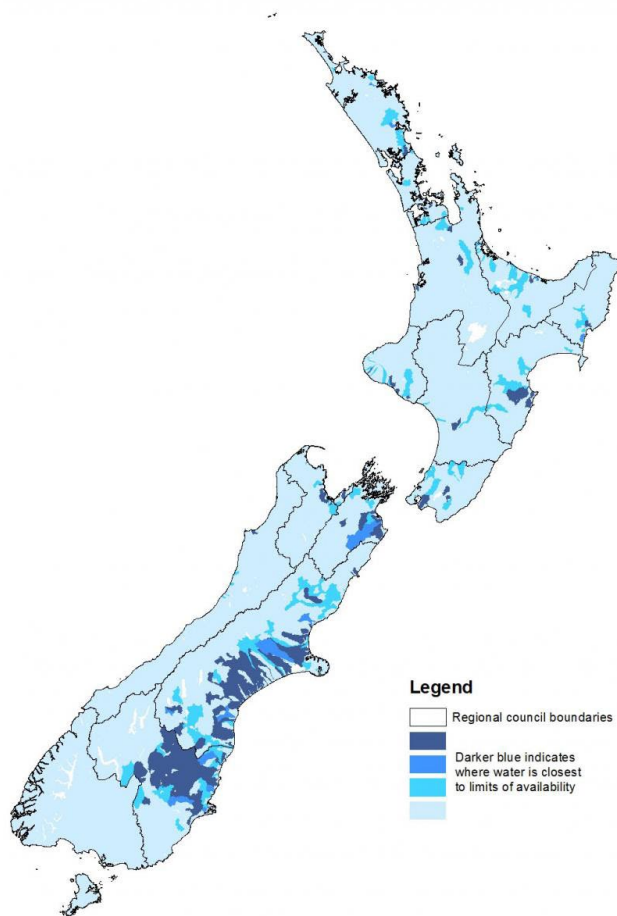 Legend
Regional council boundaries
Darker blue indicates
where water is closest
to limits of availability